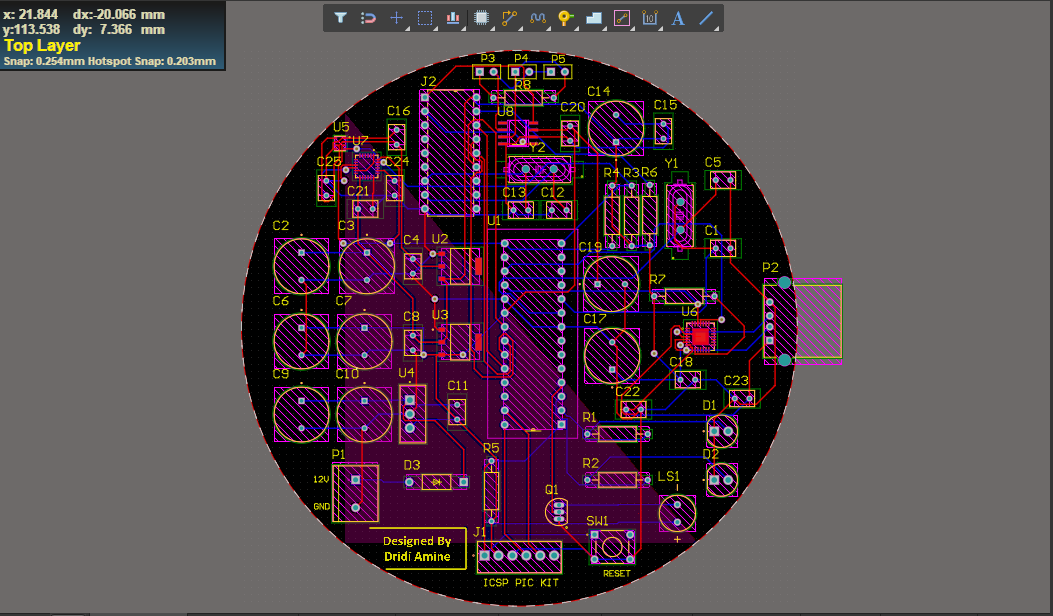 x: 21.844 dx:-20.066 mm
y:113.538 dy: 7.366 mm
Top Layer
Snap: 0.254mm Hotspot Snap: 0.203mm
P3 P4 P5
J2
R8
C14
C20
C15
C16
U8
U5
U7
Y2
C25
C24
R4 R3 R6
Y1
C5
C21
C13 C12
U1
C2
C3
C4
U2
C19
C1
R7
P2
C6
C7
C8
U3
C17
U6
C9
C10
U4
C11
C18
C23
C22
R1
D1
P1
D3
R5
R2
D2
12V
LS1
GND
Q1
SW1
J1
Designed By
Dridi Amine
RESET
ICSP PIC KIT